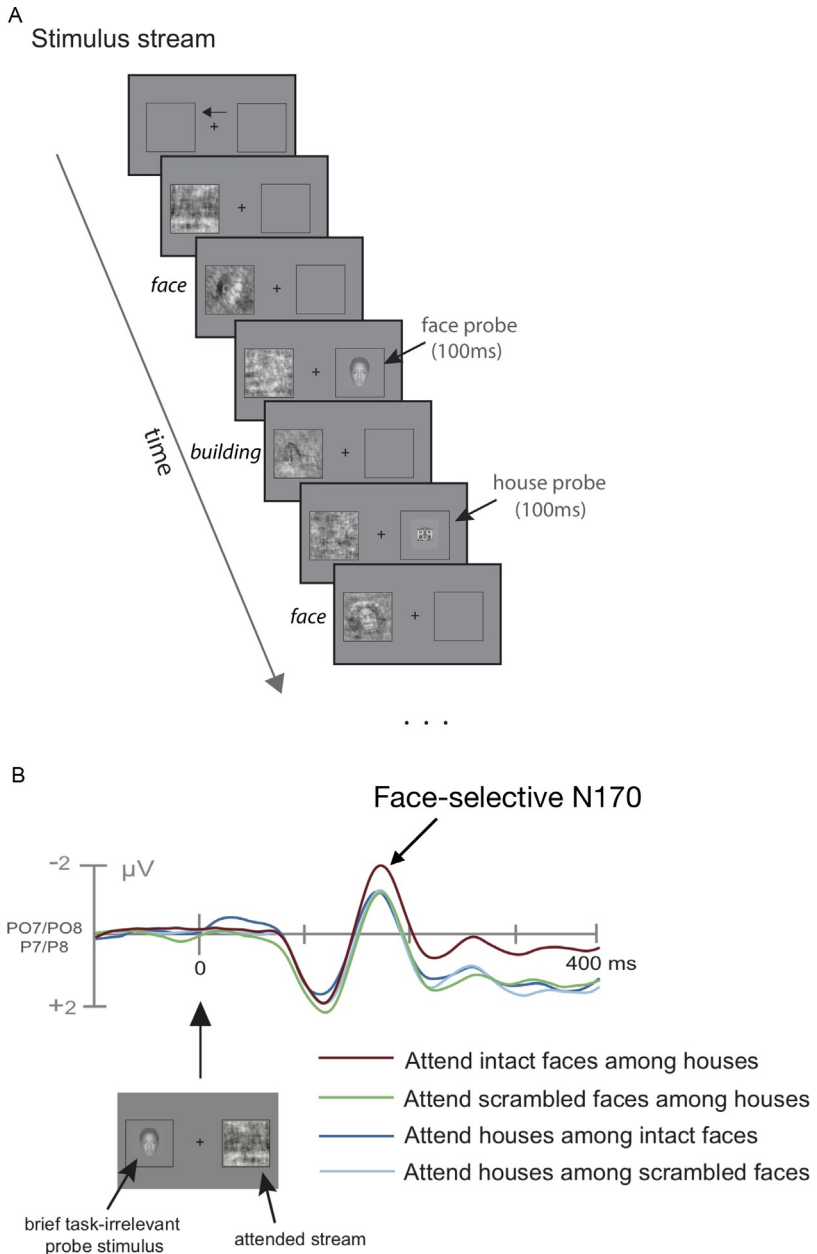 A
Stimulus stream
face
face probe
(100ms)
building
time
house probe
(100ms)
face
. . .
B
Face-selective N170
-2
µV
PO7/PO8
P7/P8
0
400 ms
+2
Attend intact faces among houses
Attend scrambled faces among houses
Attend houses among intact faces
Attend houses among scrambled faces
brief task-irrelevant
probe stimulus
attended stream